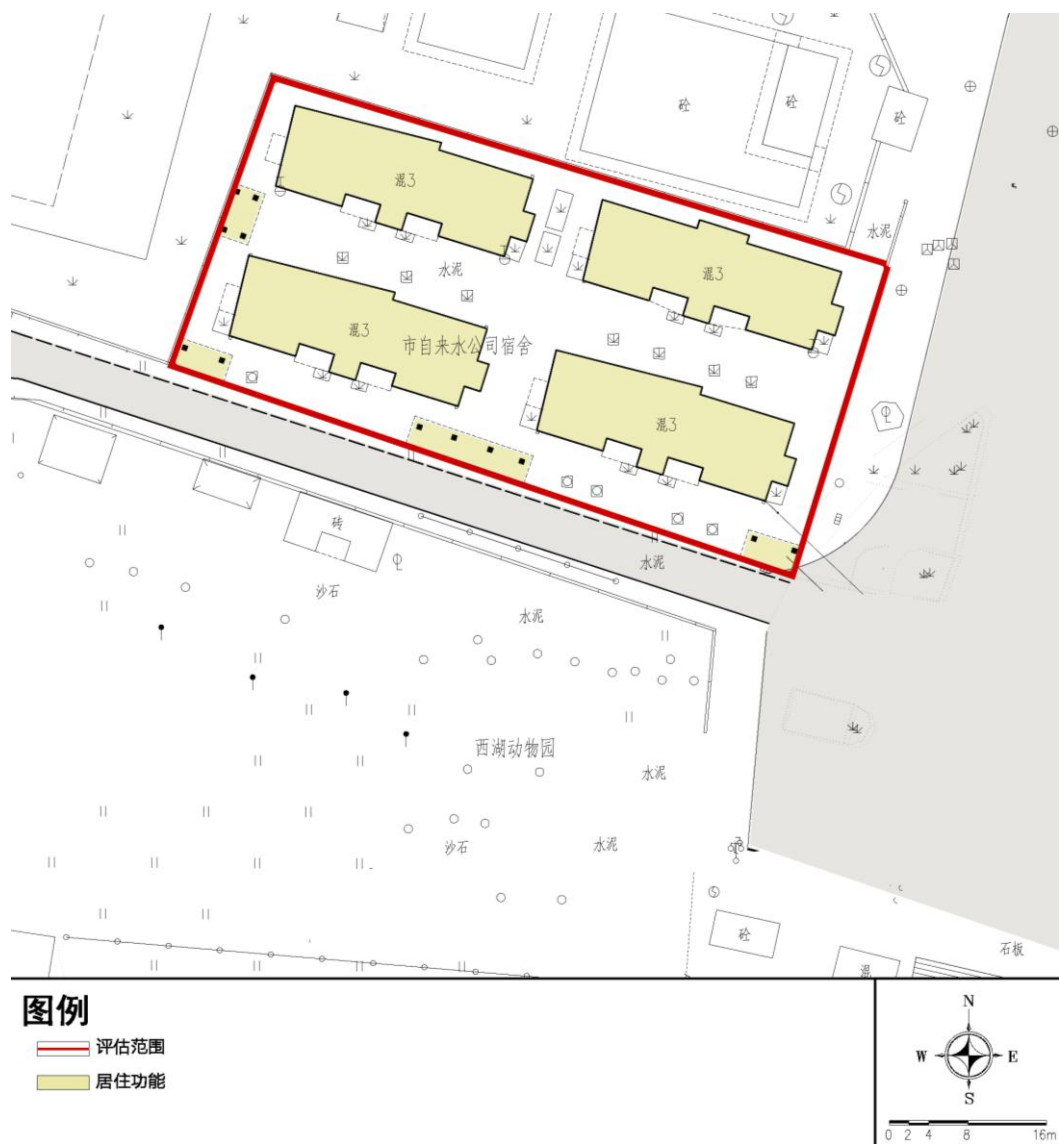 砼
砼
砼
混3
水泥
混3
水泥
混3
市自来水公司宿舍
混3
砖
水泥
沙石
水泥
西湖动物园
水泥
沙石
水泥
砼
石板
混
图例
评估范围
居住功能
N
W
E
S
0 2 4 8 16m